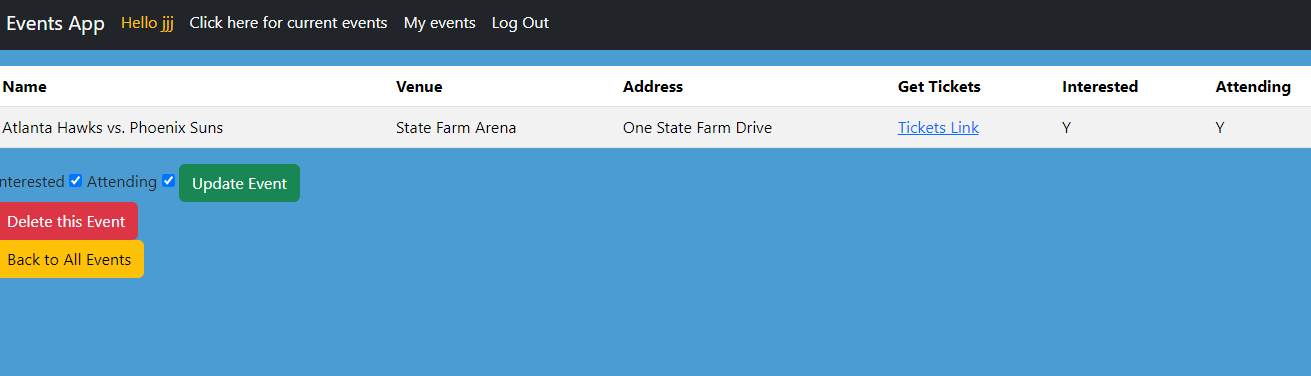 Events App Hello jjj Click here for current events My events Log Out
Name Venue Address Get Tickets Interested Attending
Atlanta Hawks vs. Phoenix Suns State Farm Arena One State Farm Drive Tickets Link Y Y
nterested Attending Update Event
Delete this Event
Back to All Events